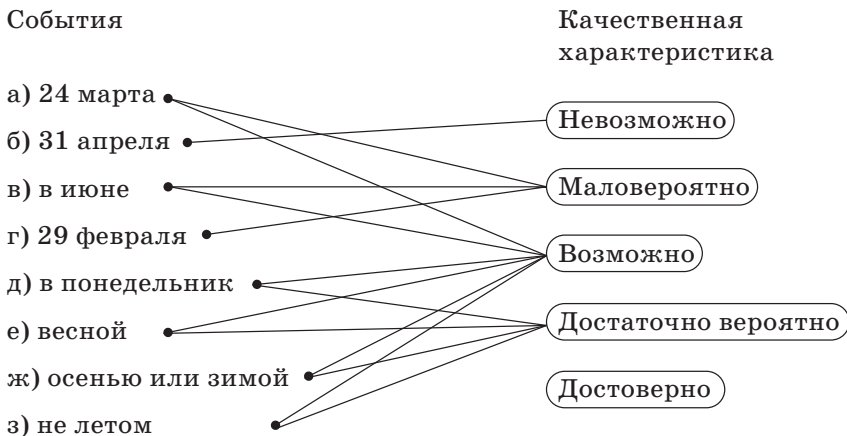 События
Качественная
характеристика
а) 24 марта
б) 31 апреля
в) в июне
г) 29 февраля
д) в понедельник
е) весной
ж) осенью или зимой
з) не летом
Невозможно
Маловероятно
Возможно
Достаточно вероятно
Достоверно